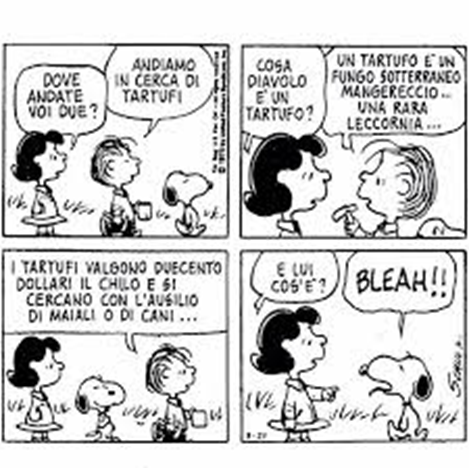 DOVE
ANDATE
VOI DUE?
ANDIAMO
IN CERCA DI
TARTUFI
COSA
DIAVOLO
E' UN
TARTUFO?
UN TARTUFO E' UN
FUNGO SOTTERRANEO
MANGERECCIO...
UNA RARA
LECCORNIA...
I TARTUFI VALGONO DUECENTO
DOLLARI IL CHILO E SI
CERCANO CON L'AUSILIO
DI MAIALI O DI CANI...
E LUI
COS'E'?
BLEAH!!
8-20